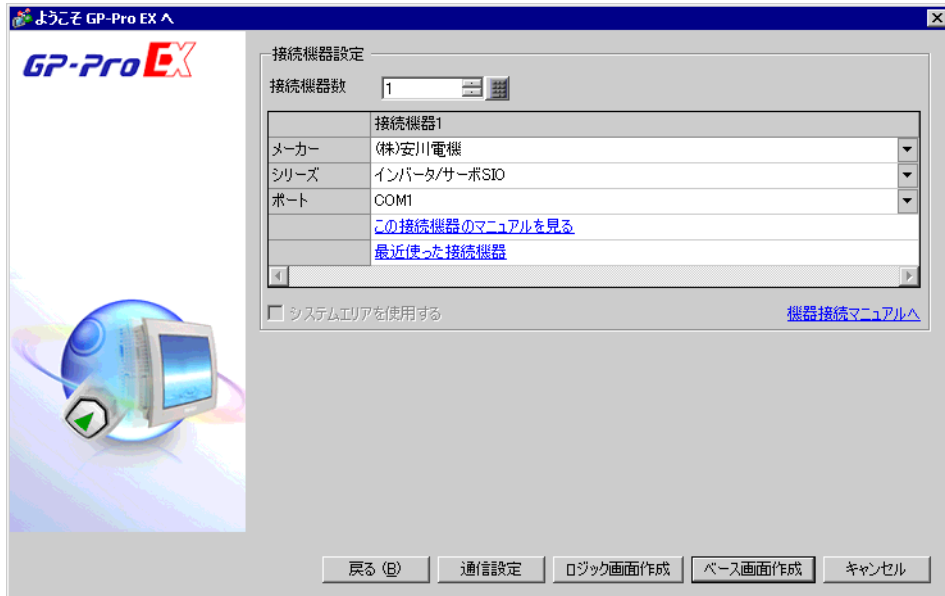 ようこそ GP-Pro EX へ
GP-Pro EX
接続機器設定
接続機器数 1
接続機器1
メーカー (株)安川電機
シリーズ インバータ/サーボSIO
ポート COM1
この接続機器のマニュアルを見る
最近使った接続機器
システムエリアを使用する 機器接続マニュアルへ
戻る (B) 通信設定 ロジック画面作成 ベース画面作成 キャンセル